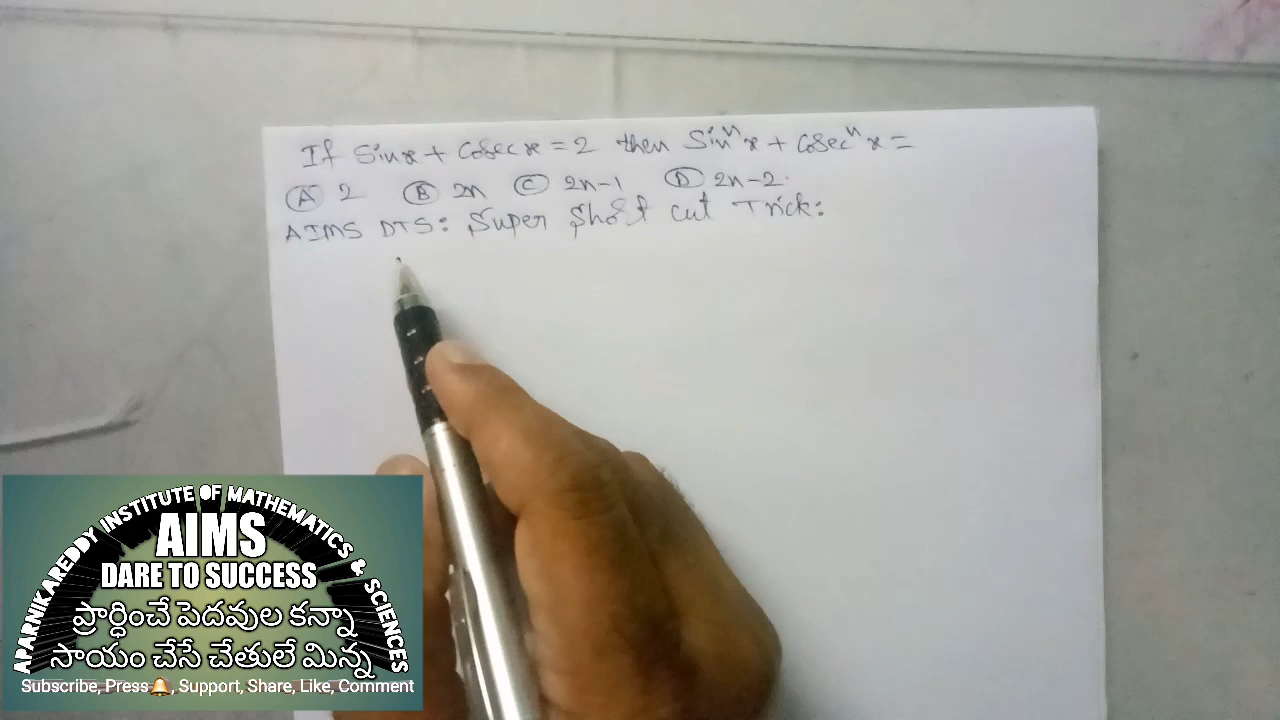 If Sinx + Cosecx = 2 then Sinⁿx + Cosecⁿx =
Ⓐ 2 Ⓑ 2n Ⓒ 2n-1 Ⓓ 2n-2.
AIMS DTS: Super Short cut Trick:
APARNIKAREDDY INSTITUTE OF MATHEMATICS & SCIENCES
AIMS
DARE TO SUCCESS
ప్రార్ధించే పెదవుల కన్నా
సాయం చేసే చేతులే మిన్న
Subscribe, Press🔔, Support, Share, Like, Comment